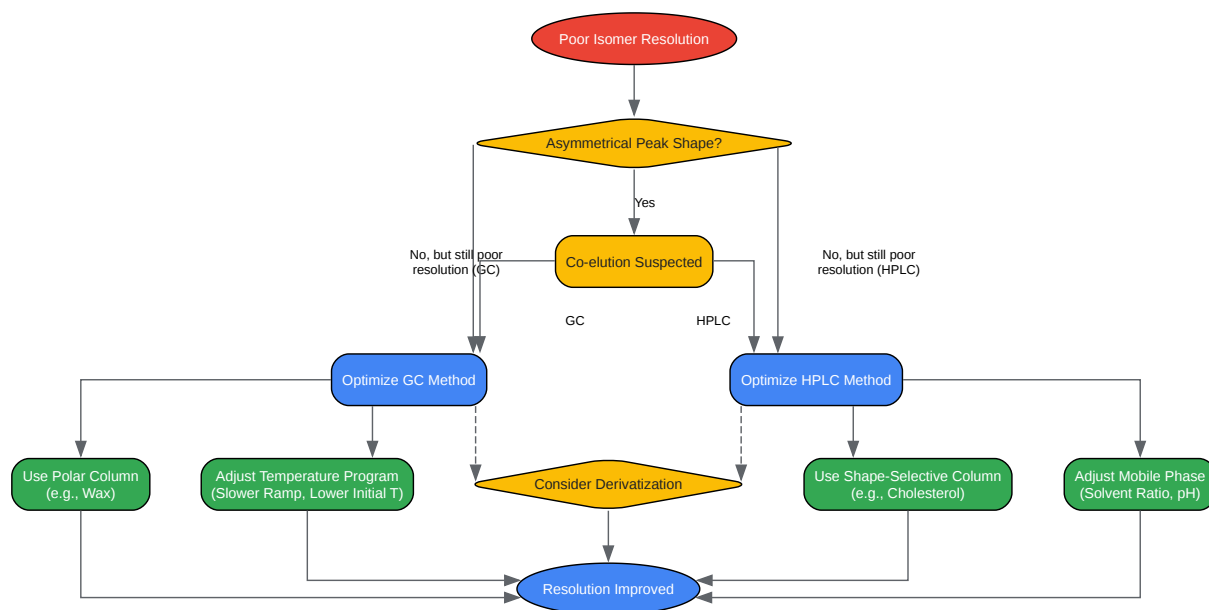 Poor Isomer Resolution
Asymmetrical Peak Shape?
Yes
No, but still poor
resolution (GC)
Co-elution Suspected
No, but still poor
resolution (HPLC)
GC
HPLC
Optimize GC Method
Optimize HPLC Method
Use Polar Column
(e.g., Wax)
Adjust Temperature Program
(Slower Ramp, Lower Initial T)
Consider Derivatization
Use Shape-Selective Column
(e.g., Cholesterol)
Adjust Mobile Phase
(Solvent Ratio, pH)
Resolution Improved